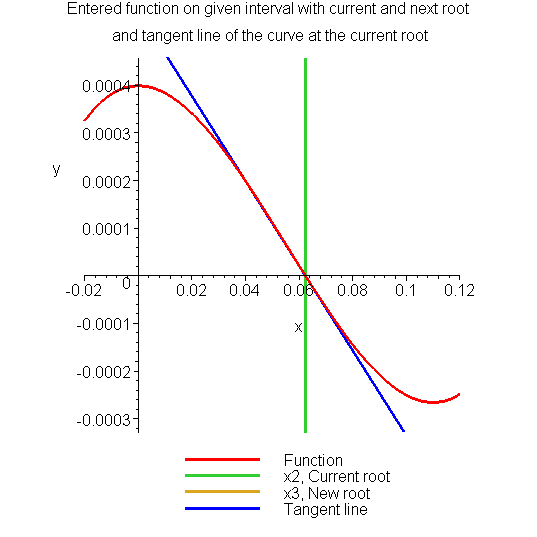 Entered function on given interval with current and next root
and tangent line of the curve at the current root
0.0004
0.0003
y
0.0002
0.0001
0
-0.02 0.02 0.04 0.06 0.08 0.1 0.12
-0.0001
x
-0.0002
-0.0003
Function
x2, Current root
x3, New root
Tangent line